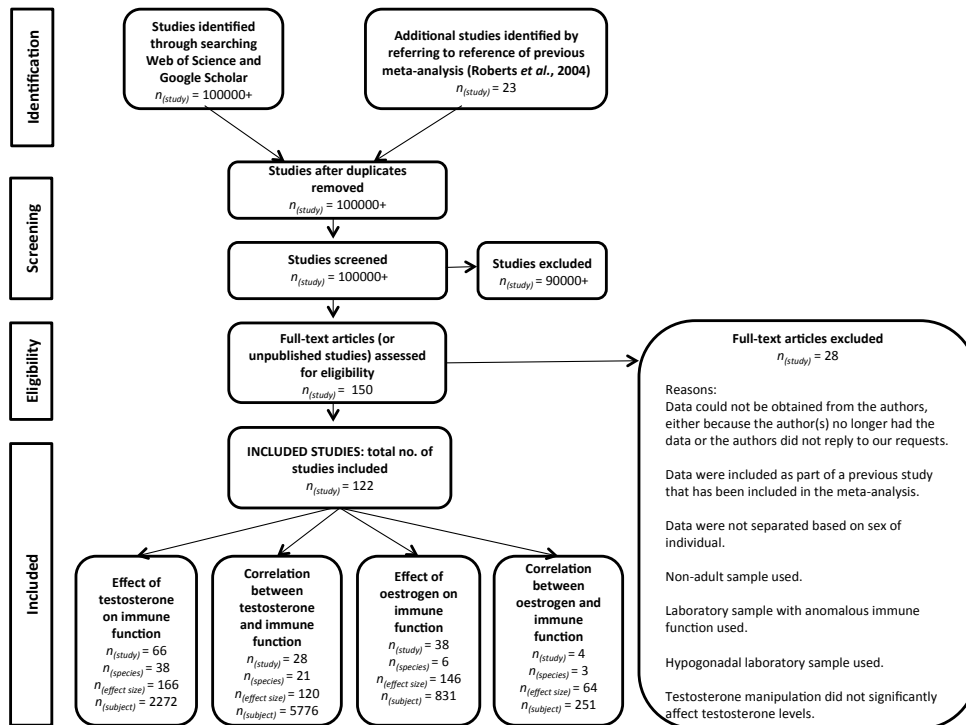 Identification
Studies identified
through searching
Web of Science and
Google Scholar
n(study) = 100000+
Additional studies identified by
referring to reference of previous
meta-analysis (Roberts et al., 2004)
n(study) = 23
Screening
Studies after duplicates
removed
n(study) = 100000+
Studies screened
n(study) = 100000+
Studies excluded
n(study) = 90000+
Eligibility
Full-text articles (or
unpublished studies) assessed
for eligibility
n(study) = 150
Full-text articles excluded
n(study) = 28
Reasons:
Data could not be obtained from the authors,
either because the author(s) no longer had the
data or the authors did not reply to our requests.
Data were included as part of a previous study
that has been included in the meta-analysis.
Data were not separated based on sex of
individual.
Non-adult sample used.
Laboratory sample with anomalous immune
function used.
Hypogonadal laboratory sample used.
Testosterone manipulation did not significantly
affect testosterone levels.
Included
INCLUDED STUDIES: total no. of
studies included
n(study) = 122
Effect of
testosterone
on immune
function
n(study) = 66
n(species) = 38
n(effect size) = 166
n(subject) = 2272
Correlation
between
testosterone
and immune
function
n(study) = 28
n(species) = 21
n(effect size) = 120
n(subject) = 5776
Effect of
oestrogen on
immune
function
n(study) = 38
n(species) = 6
n(effect size) = 146
n(subject) = 831
Correlation
between
oestrogen and
immune
function
n(study) = 4
n(species) = 3
n(effect size) = 64
n(subject) = 251